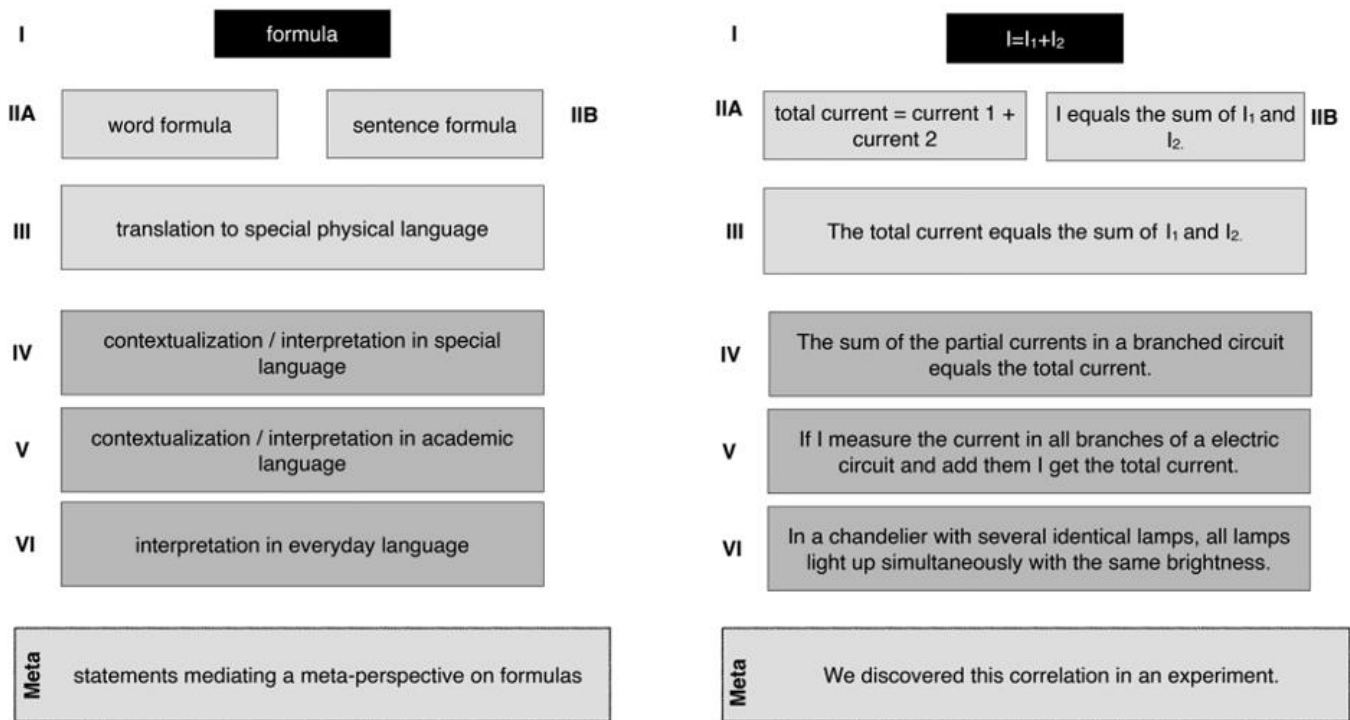 I
formula
IIA
word formula
sentence formula
IIB
III
translation to special physical language
IV
contextualization / interpretation in special
language
V
contextualization / interpretation in academic
language
VI
interpretation in everyday language
Meta
statements mediating a meta-perspective on formulas
I
I=I₁+I₂
IIA
total current = current 1 +
current 2
I equals the sum of I₁ and
I₂.
IIB
III
The total current equals the sum of I₁ and I₂.
IV
The sum of the partial currents in a branched circuit
equals the total current.
V
If I measure the current in all branches of a electric
circuit and add them I get the total current.
VI
In a chandelier with several identical lamps, all lamps
light up simultaneously with the same brightness.
Meta
We discovered this correlation in an experiment.